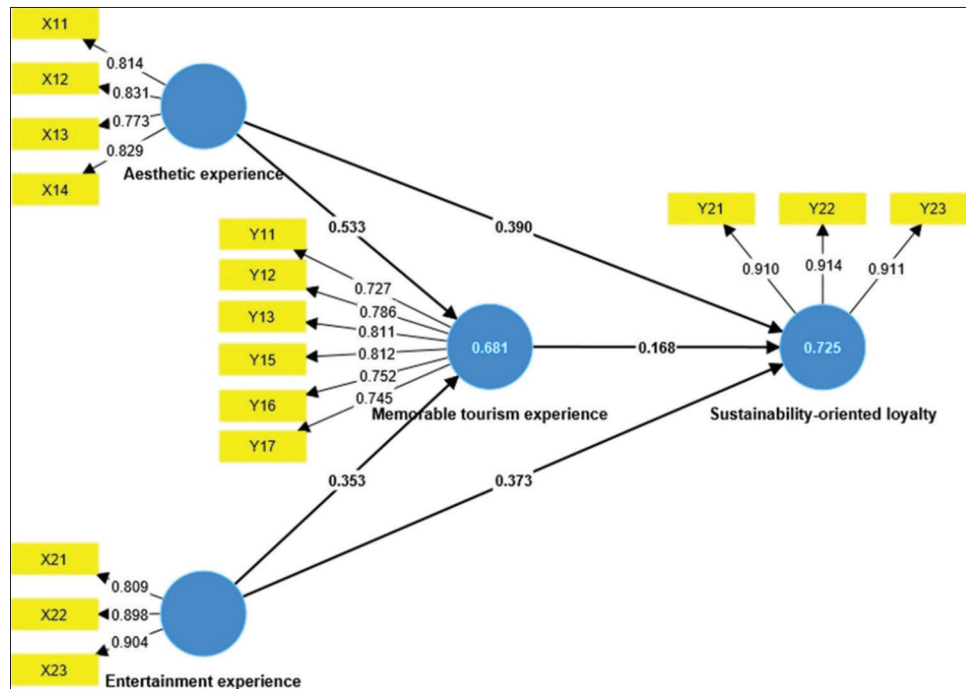 X11
0.814
X12
0.831
X13
0.773
0.829
X14
Aesthetic experience
0.533
0.390
Y21
Y22
Y23
0.910
0.914
0.911
Y11
0.727
Y12
0.786
Y13
0.811
Y15
0.812
Y16
0.752
Y17
0.745
0.681
Memorable tourism experience
0.168
0.725
Sustainability-oriented loyalty
0.353
0.373
X21
0.809
X22
0.898
X23
0.904
Entertainment experience